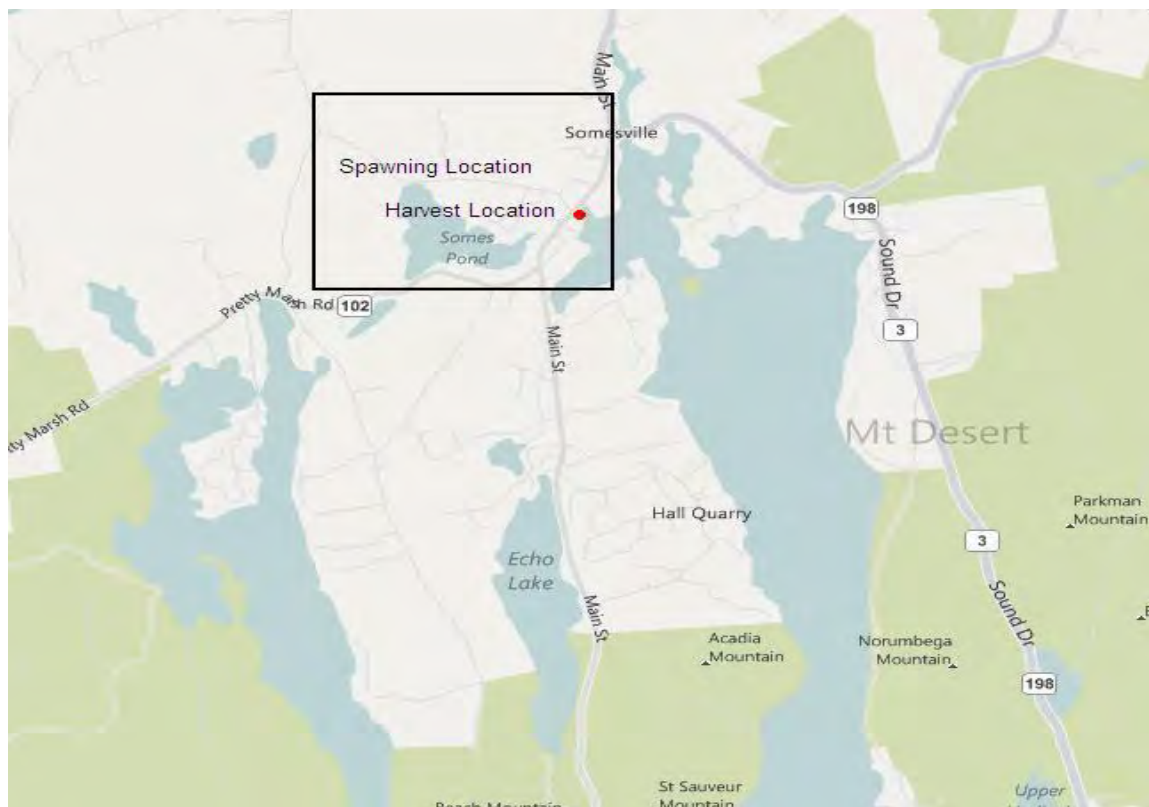 Main St
Somesville
Spawning Location
Harvest Location
198
Somes
Pond
Sound Dr
Pretty Marsh Rd
102
3
Main St
Marsh Rd
Mt Desert
Parkman
Mountain
Hall Quarry
3
Echo
Lake
Main St
Sound Dr
Acadia
Mountain
Norumbega
Mountain
198
St Sauveur
Mountain
Upper